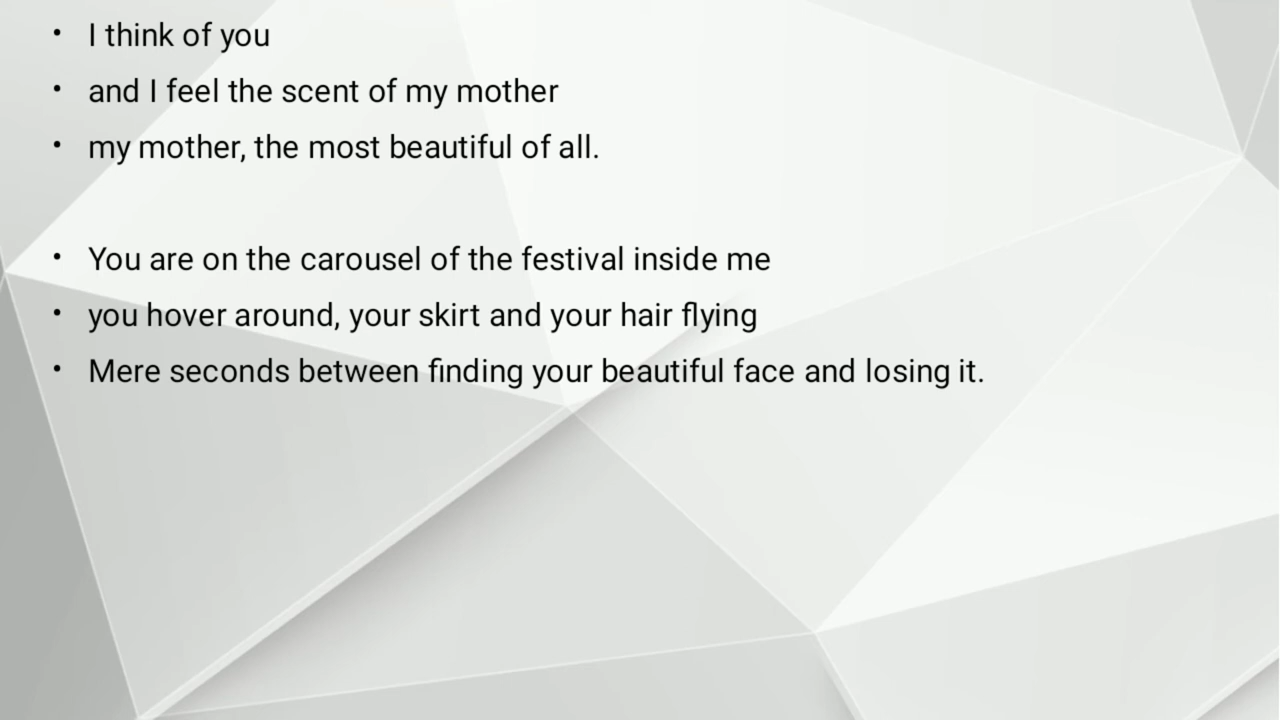 • I think of you
• and I feel the scent of my mother
• my mother, the most beautiful of all.
• You are on the carousel of the festival inside me
• you hover around, your skirt and your hair flying
• Mere seconds between finding your beautiful face and losing it.